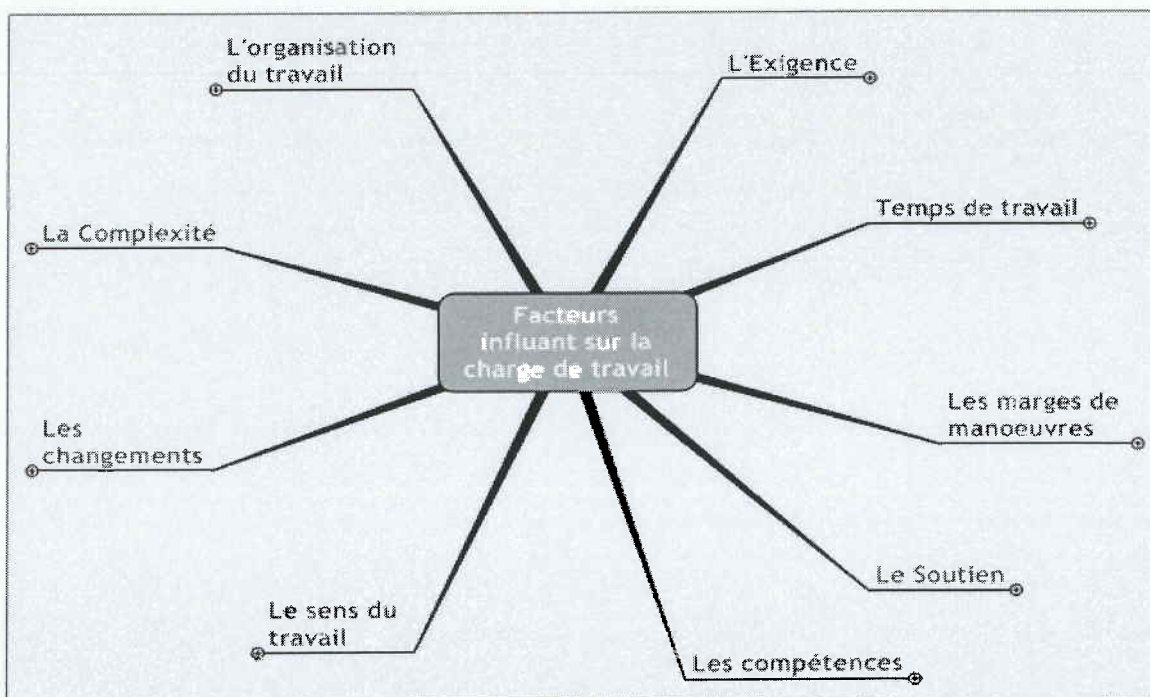 L'organisation
du travail
L'Exigence
Temps de travail
La Complexité
Facteurs
influant sur la
charge de travail
Les marges de
manoeuvres
Les
changements
Le Soutien
Le sens du
travail
Les compétences